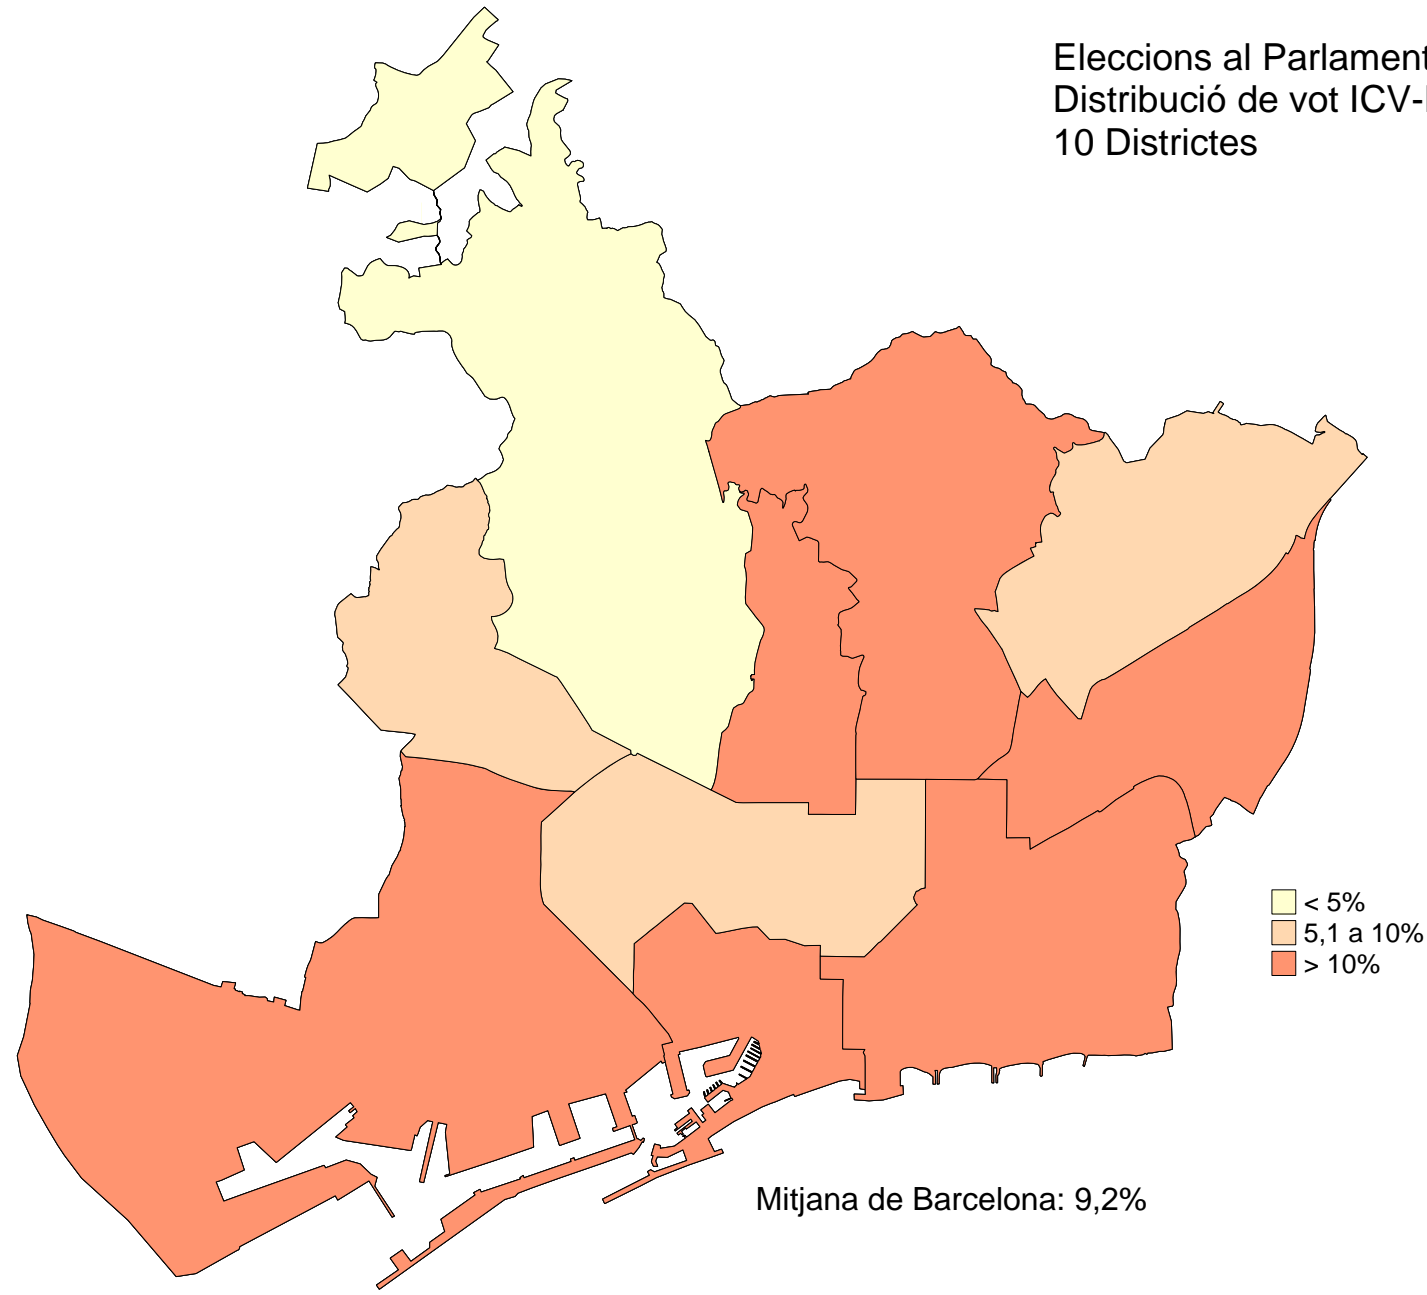 Eleccions al Parlament
Distribució de vot ICV-
10 Districtes
< 5%
5,1 a 10%
> 10%
Mitjana de Barcelona: 9,2%